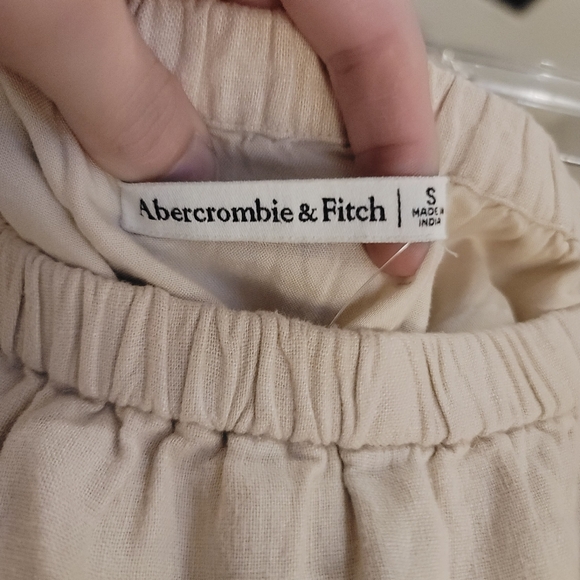 Abercrombie & Fitch | S
MADE IN
INDIA